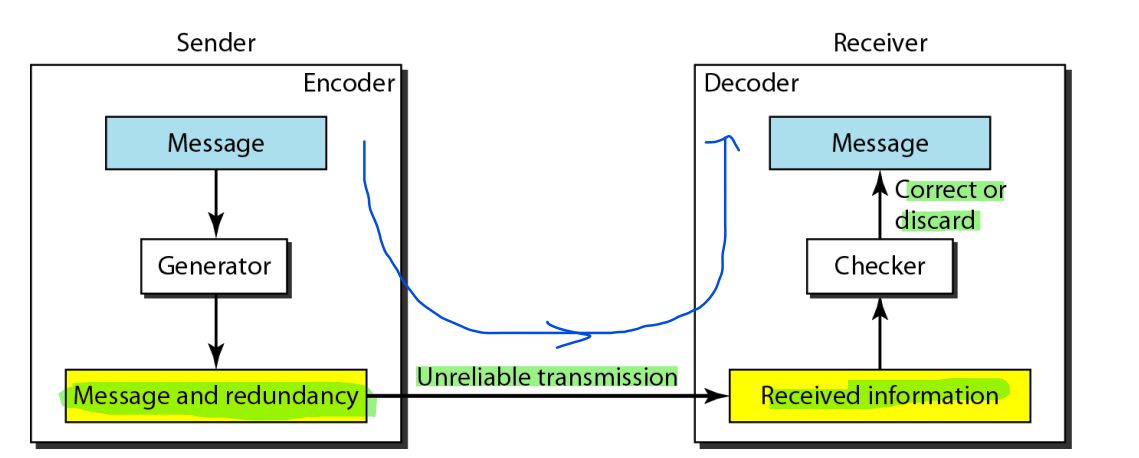 Sender
Receiver
Encoder
Decoder
Message
Message
Correct or
discard
Generator
Checker
Unreliable transmission
Message and redundancy
Received information